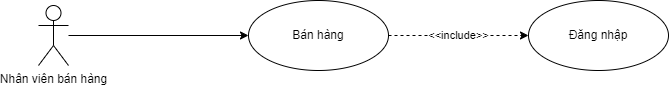 Bán hàng
<<include>>
Đăng nhập
Nhân viên bán hàng